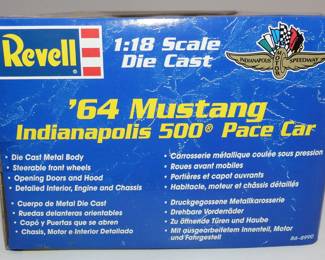 Revell
1:18 Scale
Die Cast
INDIANAPOLIS SPEEDWAY
'64 Mustang
Indianapolis 500® Pace Car
• Die Cast Metal Body
• Steerable front wheels
• Opening Doors and Hood
• Detailed Interior, Engine and Chassis
• Cuerpo de Metal Die Cast
• Ruedas delanteras orientables
• Capó y Puertas que se abren
• Chasis, Motor e Interior Detallado
• Carrosserie métallique coulée sous pression
• Roues avant mobiles
• Portières et capot ouvrants
• Habitacle, moteur et châssis détaillés
• Druckgegossene Metallkarosserie
• Drehbare Vorderräder
• Zu öffnende Türen und Haube
• Mit ausgearbeitetem Innenteil, Motor
und Fahrgestell